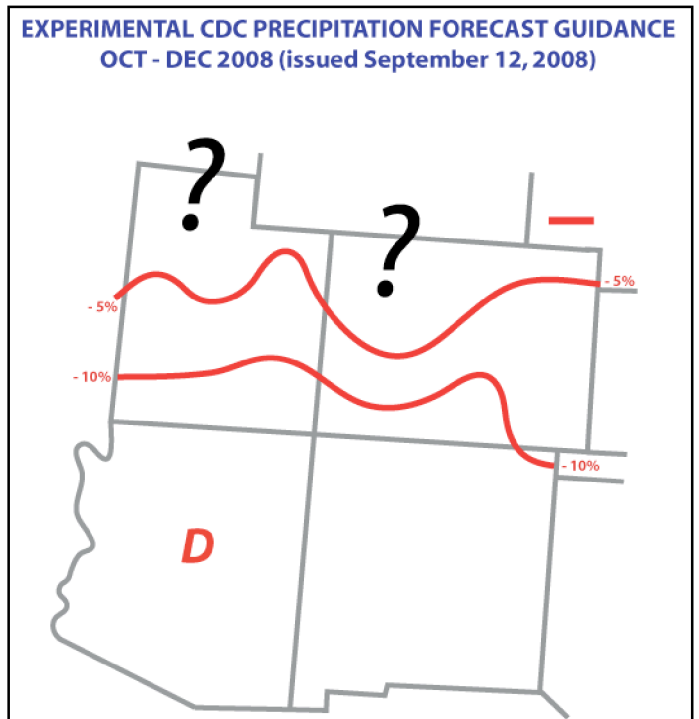 EXPERIMENTAL CDC PRECIPITATION FORECAST GUIDANCE
OCT - DEC 2008 (issued September 12, 2008)
?
?
- 5%
- 5%
- 10%
- 10%
D